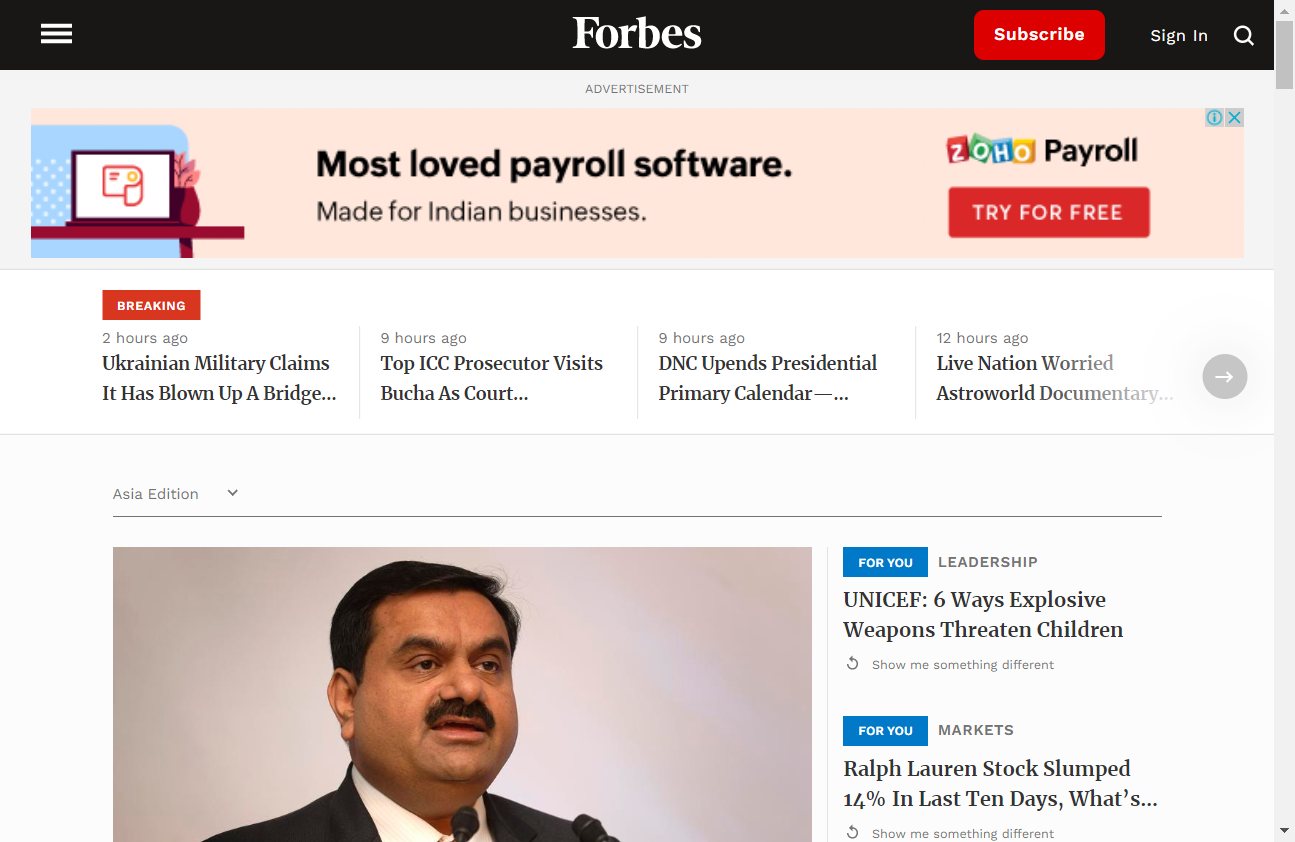 Forbes
Subscribe
Sign In
ADVERTISEMENT
Most loved payroll software.
Made for Indian businesses.
ZOHO Payroll
TRY FOR FREE
BREAKING
2 hours ago
Ukrainian Military Claims
It Has Blown Up A Bridge...
9 hours ago
Top ICC Prosecutor Visits
Bucha As Court...
9 hours ago
DNC Upends Presidential
Primary Calendar—...
12 hours ago
Live Nation Worried
Astroworld Documentary...
Asia Edition
FOR YOU LEADERSHIP
UNICEF: 6 Ways Explosive
Weapons Threaten Children
Show me something different
FOR YOU MARKETS
Ralph Lauren Stock Slumped
14% In Last Ten Days, What’s...
Show me something different